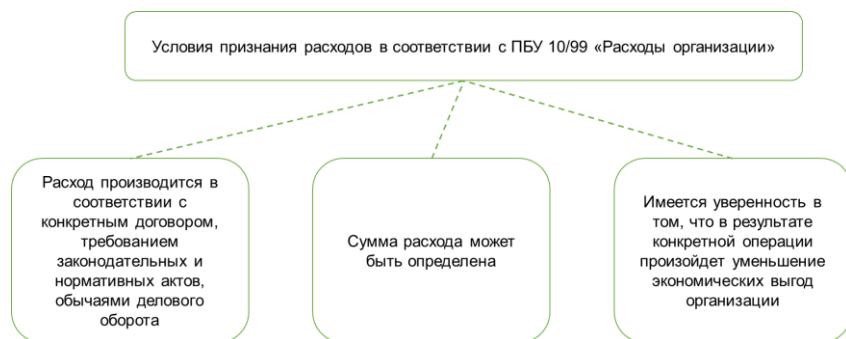 Условия признания расходов в соответствии с ПБУ 10/99 «Расходы организации»
Расход производится в
соответствии с
конкретным договором,
требованием
законодательных и
нормативных актов,
обычаями делового
оборота
Сумма расхода может
быть определена
Имеется уверенность в
том, что в результате
конкретной операции
произойдет уменьшение
экономических выгод
организации